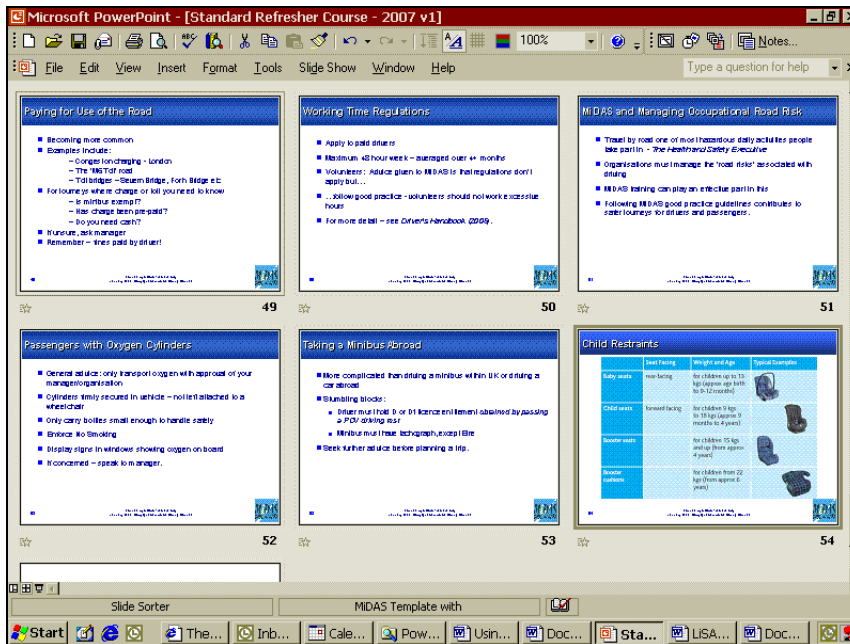 Microsoft PowerPoint - [Standard Refresher Course - 2007 v1]
100%
Notes...
File Edit View Insert Format Tools Slide Show Window Help
Type a question for help
Paying for Use of the Road
Becoming more common
Examples include:
– Congestion charging - London
– The 'M6 Toll' road
– Toll bridges – Severn Bridge, Forth Bridge etc
For journeys where charge or toll you need to know
– Is minibus exempt?
– Has charge been pre-paid?
– Do you need cash?
If unsure, ask manager
Remember – fines paid by driver!
49
Working Time Regulations
Apply to paid drivers
Maximum 48 hour week – averaged over 4+ months
Volunteers: Advice given to MiDAS is that regulations don't
apply but...
...follow good practice - volunteers should not work excessive
hours
For more detail – see Driver's Handbook (2005).
50
MiDAS and Managing Occupational Road Risk
Travel by road one of most hazardous daily activities people
take part in - The Health and Safety Executive
Organisations must manage the 'road risks' associated with
driving
MiDAS training can play an effective part in this
Following MiDAS good practice guidelines contributes to
safer journeys for drivers and passengers.
51
Passengers with Oxygen Cylinders
General advice: only transport oxygen with approval of your
manager/organisation
Cylinders firmly secured in vehicle – not left attached to a
wheelchair
Only carry bottles small enough to handle safely
Enforce No Smoking
Display signs in windows showing oxygen on board
If concerned – speak to manager.
52
Taking a Minibus Abroad
More complicated than driving a minibus within UK or driving a
car abroad
Stumbling blocks:
Driver must hold D or D1 licence entitlement obtained by passing
a PCV driving test
Minibus must have tachograph, except Eire
Seek further advice before planning a trip.
53
Child Restraints
Seat Facing Weight and Age Typical Examples
Baby seats rear-facing for children up to 13
kgs (approx age birth
to 9-12 months)
Child seats forward facing for children 9 kgs
to 18 kgs (approx 9
months to 4 years)
Booster seats for children 15 kgs
and up (from approx
4 years)
Booster
cushions for children from 22
kgs (from approx 6
years)
54
Slide Sorter MiDAS Template with
Start The... Inb... Cale... Pow... Usin... Doc... Sta... LiSA... Doc...